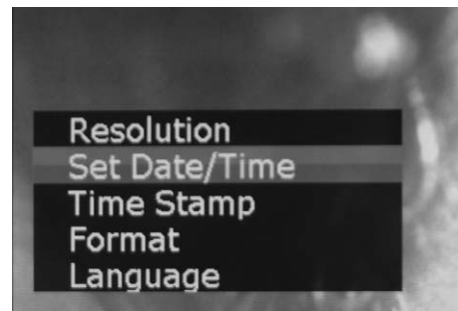 Resolution
Set Date/Time
Time Stamp
Format
Language